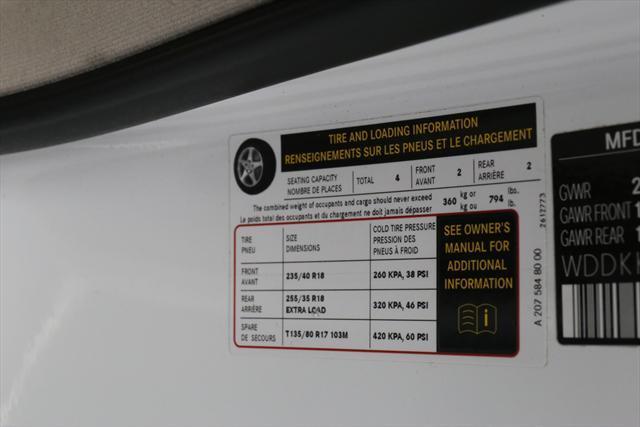 TIRE AND LOADING INFORMATION
RENSEIGNEMENTS SUR LES PNEUS ET LE CHARGEMENT
SEATING CAPACITY
NOMBRE DE PLACES
TOTAL 4
FRONT
AVANT
2
REAR
ARRIÈRE
2
The combined weight of occupants and cargo should never exceed 360 kg or 794 lbs.
Le poids total des occupants et du chargement ne doit jamais dépasser kg ou lb.
TIRE
PNEU
SIZE
DIMENSIONS
COLD TIRE PRESSURE
PRESSION DES
PNEUS À FROID
FRONT
AVANT
235/40 R18
260 KPA, 38 PSI
REAR
ARRIÈRE
255/35 R18
EXTRA LOAD
320 KPA, 46 PSI
SPARE
DE SECOURS
T135/80 R17 103M
420 KPA, 60 PSI
SEE OWNER'S
MANUAL FOR
ADDITIONAL
INFORMATION
A 207 584 80 00
2612773
MFD
GVWR 2
GAWR FRONT 1
GAWR REAR 1
WDDK